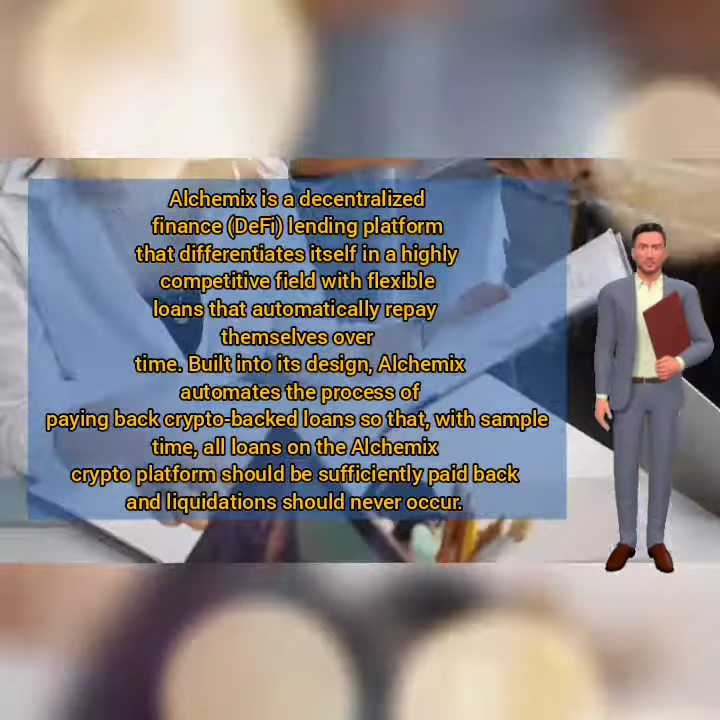 Alchemix is a decentralized
finance (DeFi) lending platform
that differentiates itself in a highly
competitive field with flexible
loans that automatically repay
themselves over
time. Built into its design, Alchemix
automates the process of
paying back crypto-backed loans so that, with sample
time, all loans on the Alchemix
crypto platform should be sufficiently paid back
and liquidations should never occur.